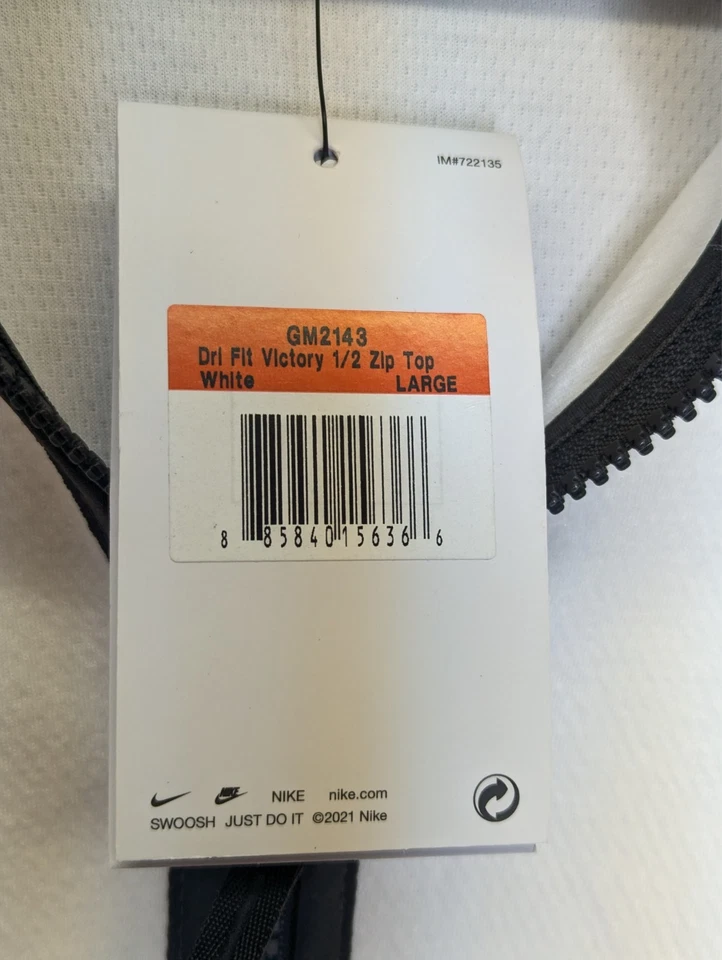 IM#722135
GM2143
Dri Fit Victory 1/2 Zip Top
White LARGE
8 85840 15636 6
NIKE NIKE nike.com
SWOOSH JUST DO IT ©2021 Nike